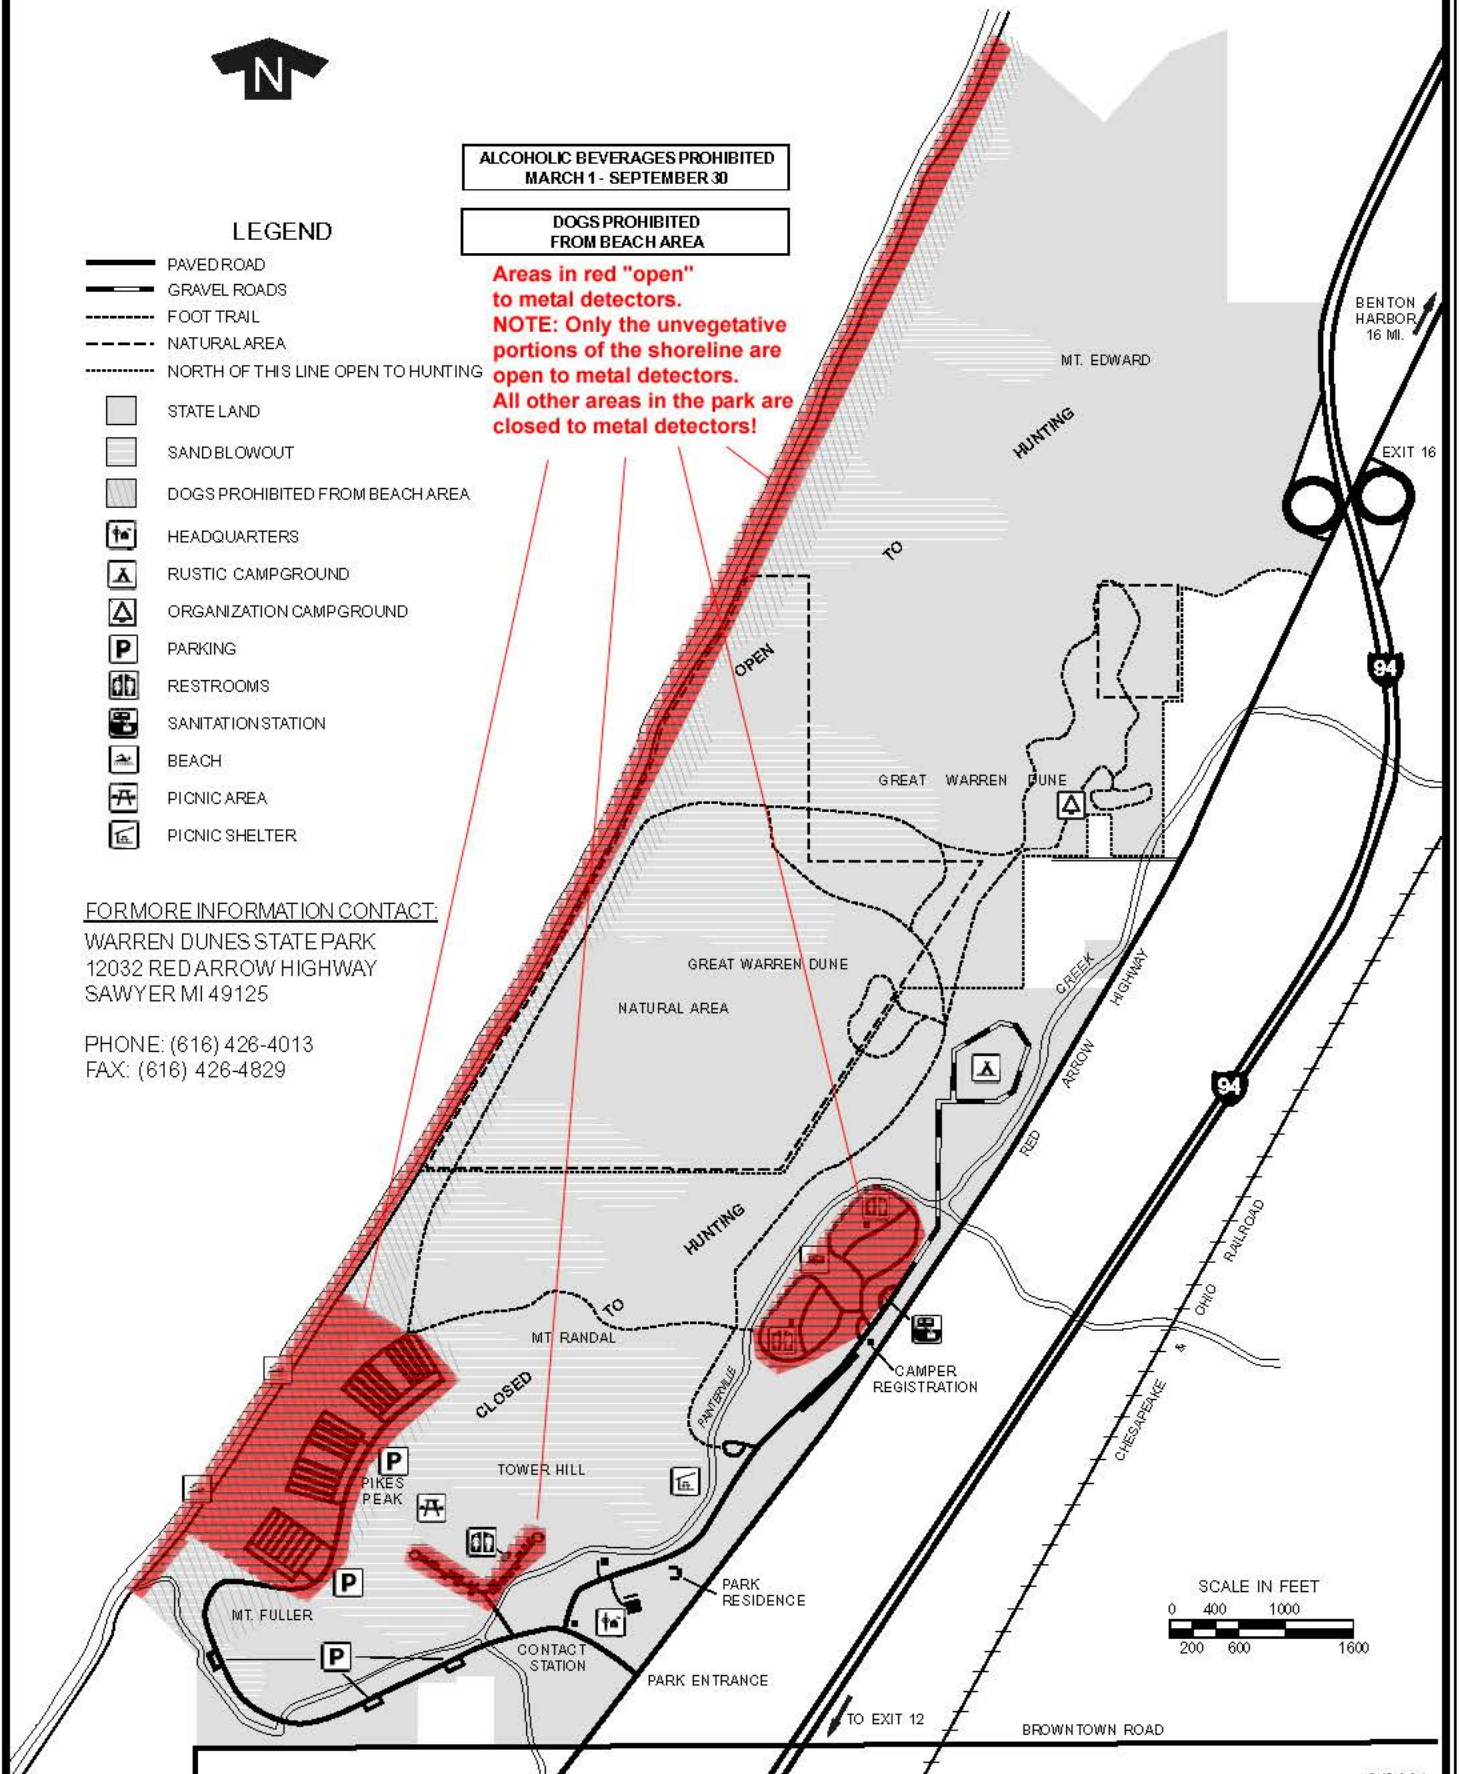 N
ALCOHOLIC BEVERAGES PROHIBITED
MARCH 1 - SEPTEMBER 30
DOGS PROHIBITED
FROM BEACH AREA
Areas in red "open"
to metal detectors.
NOTE: Only the unvegetative
portions of the shoreline are
open to metal detectors.
All other areas in the park are
closed to metal detectors!
LEGEND
PAVED ROAD
GRAVEL ROADS
FOOT TRAIL
NATURAL AREA
NORTH OF THIS LINE OPEN TO HUNTING
STATE LAND
SAND BLOWOUT
DOGS PROHIBITED FROM BEACH AREA
HEADQUARTERS
RUSTIC CAMPGROUND
ORGANIZATION CAMPGROUND
P PARKING
RESTROOMS
SANITATION STATION
BEACH
PICNIC AREA
PICNIC SHELTER
FOR MORE INFORMATION CONTACT:
WARREN DUNES STATE PARK
12032 RED ARROW HIGHWAY
SAWYER MI 49125
PHONE: (616) 426-4013
FAX: (616) 426-4829
BENTON
HARBOR
16 MI.
MT. EDWARD
EXIT 16
OPEN TO HUNTING
94
GREAT WARREN DUNE
GREAT WARREN DUNE
NATURAL AREA
CREEK
RED ARROW HIGHWAY
94
CLOSED TO HUNTING
MT RANDAL
PAINTERVILLE
CAMPER
REGISTRATION
CHESAPEAKE & OHIO RAILROAD
TOWER HILL
P
PIKES
PEAK
P
MT. FULLER
P
PARK
RESIDENCE
CONTACT
STATION
PARK ENTRANCE
SCALE IN FEET
0 400 1000
200 600 1600
TO EXIT 12
BROWNTOWN ROAD